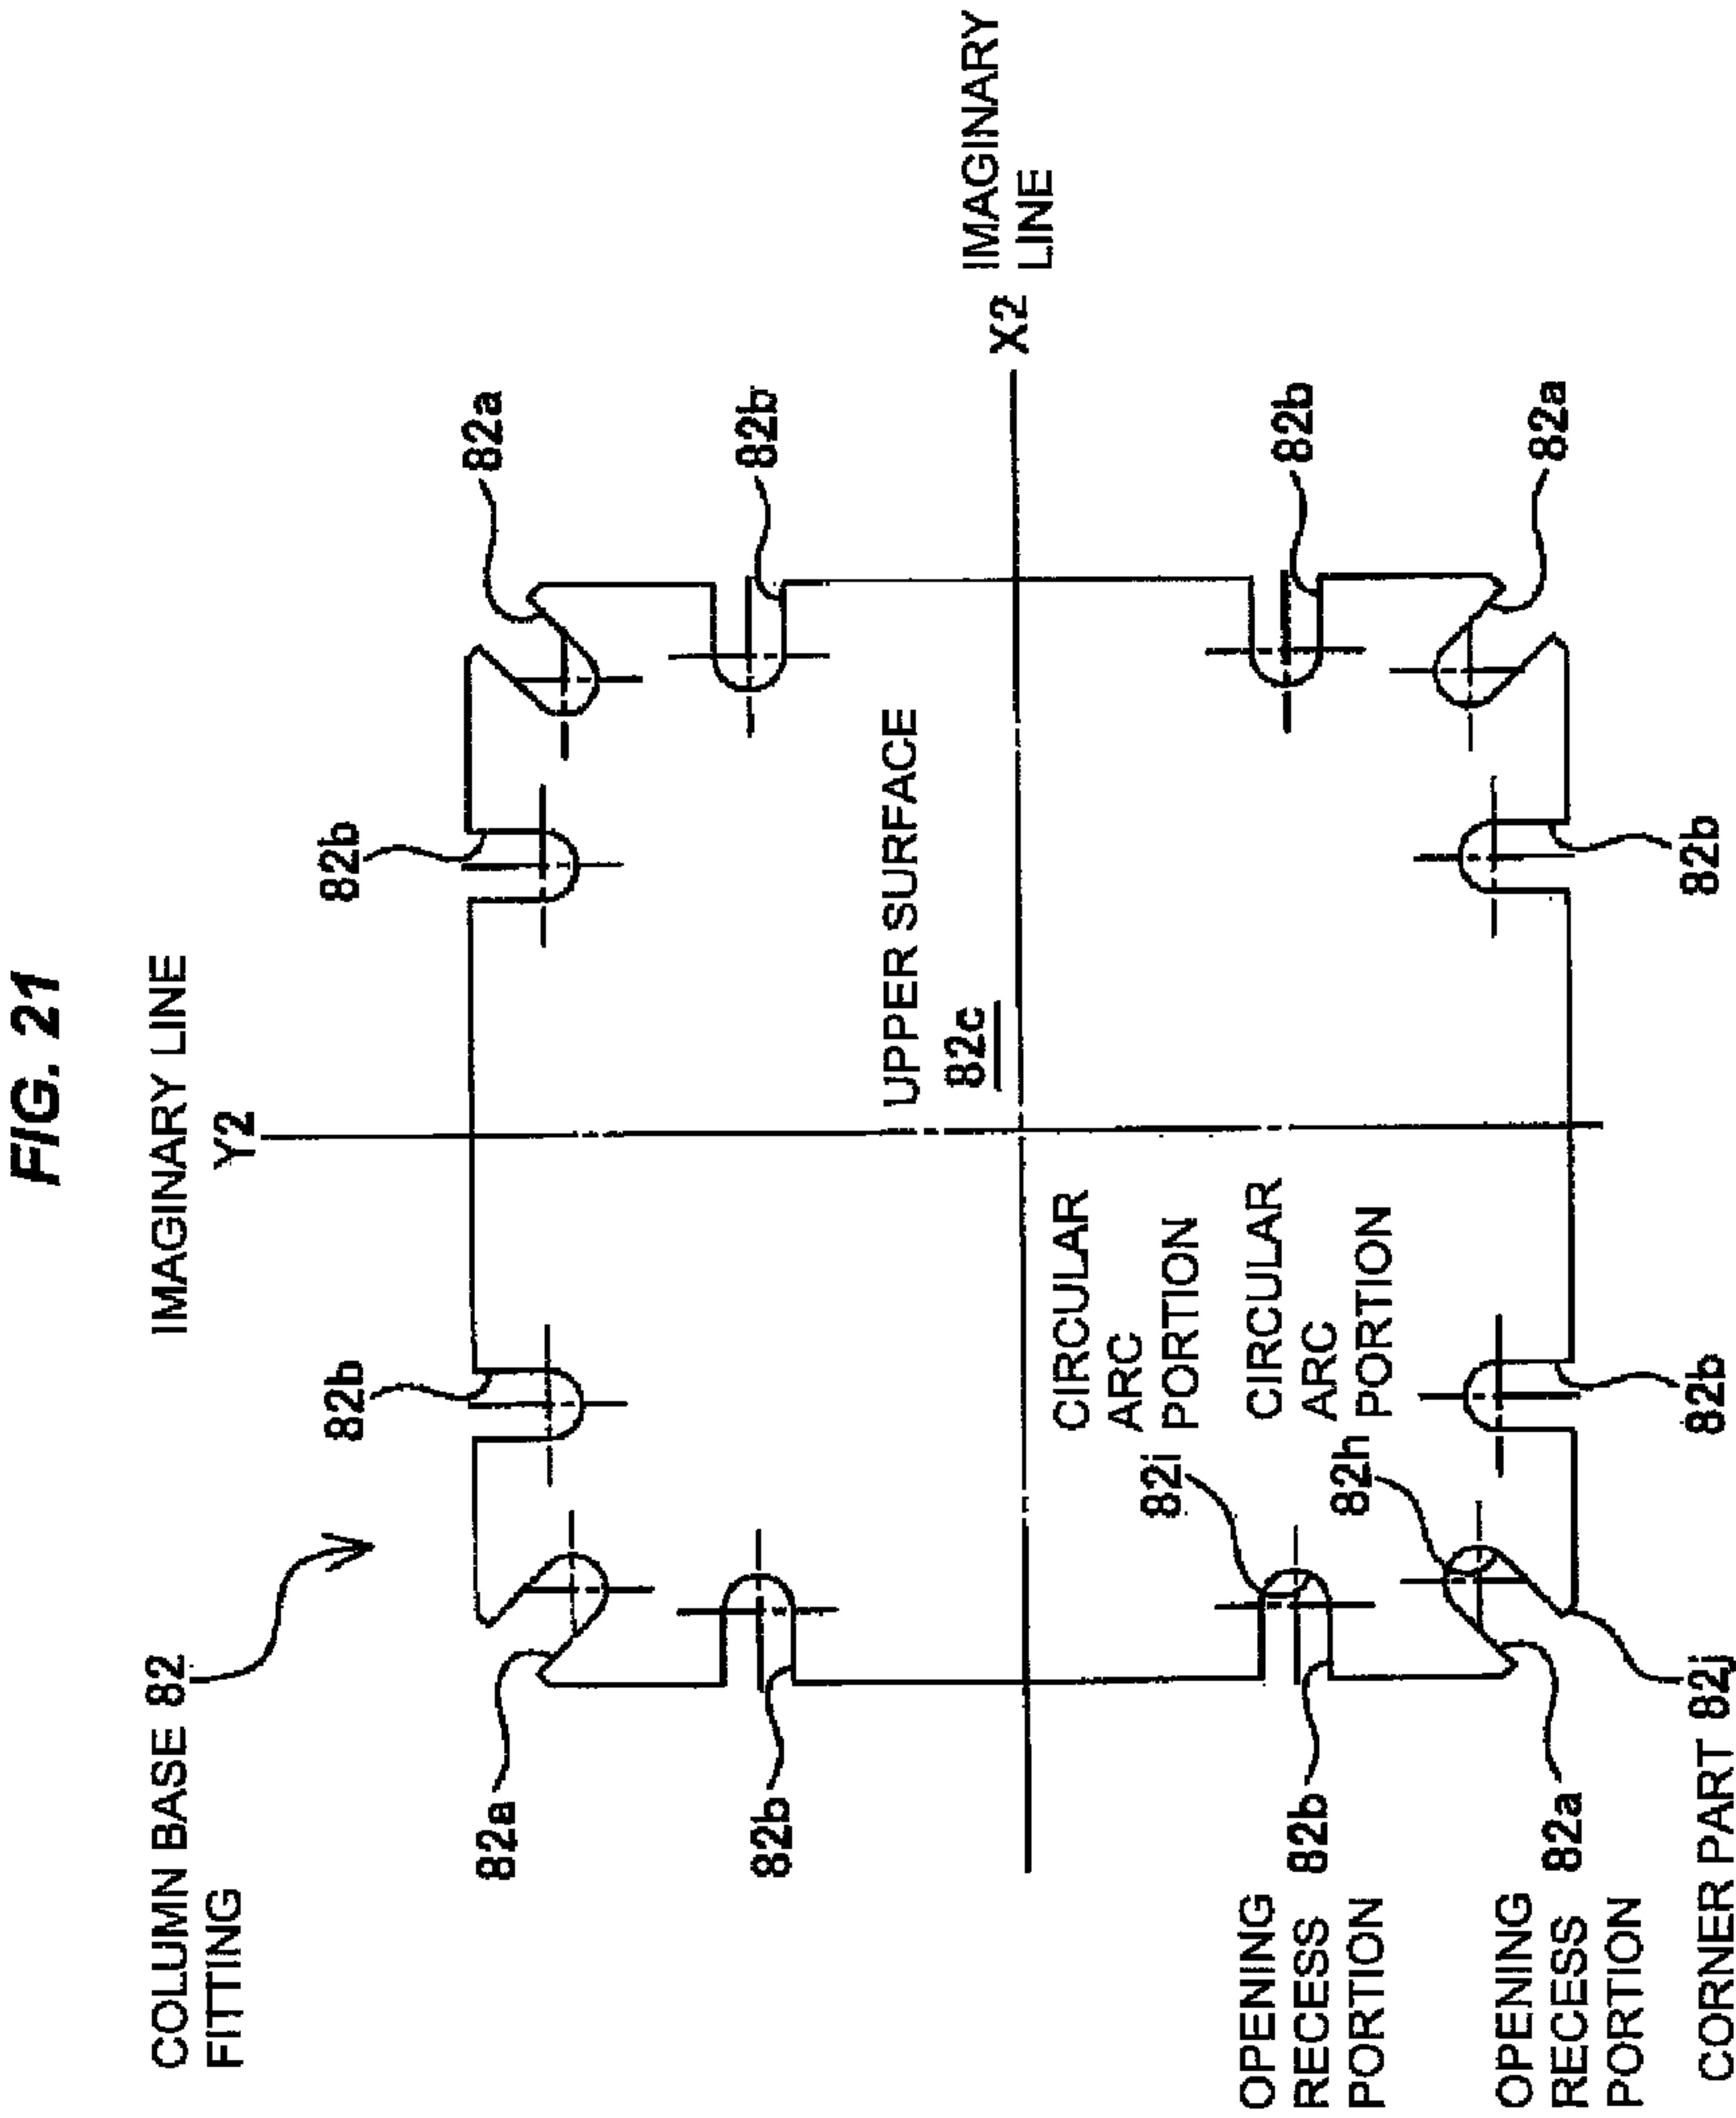 FIG. 21
COLUMN BASE 82
FITTING
IMAGINARY LINE
Y2
82b
82b
82a
82a
82b
82b
UPPER SURFACE
82c
X2 IMAGINARY
LINE
CIRCULAR
ARC
82i PORTION
CIRCULAR
ARC
82h PORTION
OPENING
RECESS 82b
PORTION
82b
OPENING
RECESS 82a
PORTION
82a
CORNER PART 82j
82b
82b